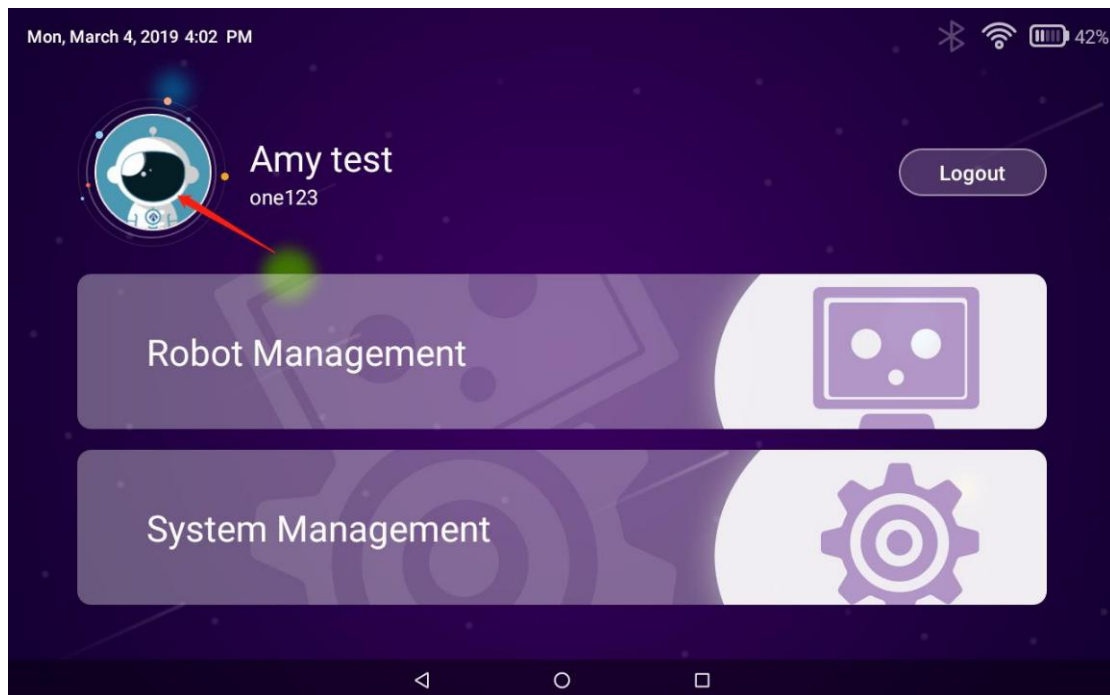 Mon, March 4, 2019 4:02 PM
42%
Amy test
one123
Logout
Robot Management
System Management